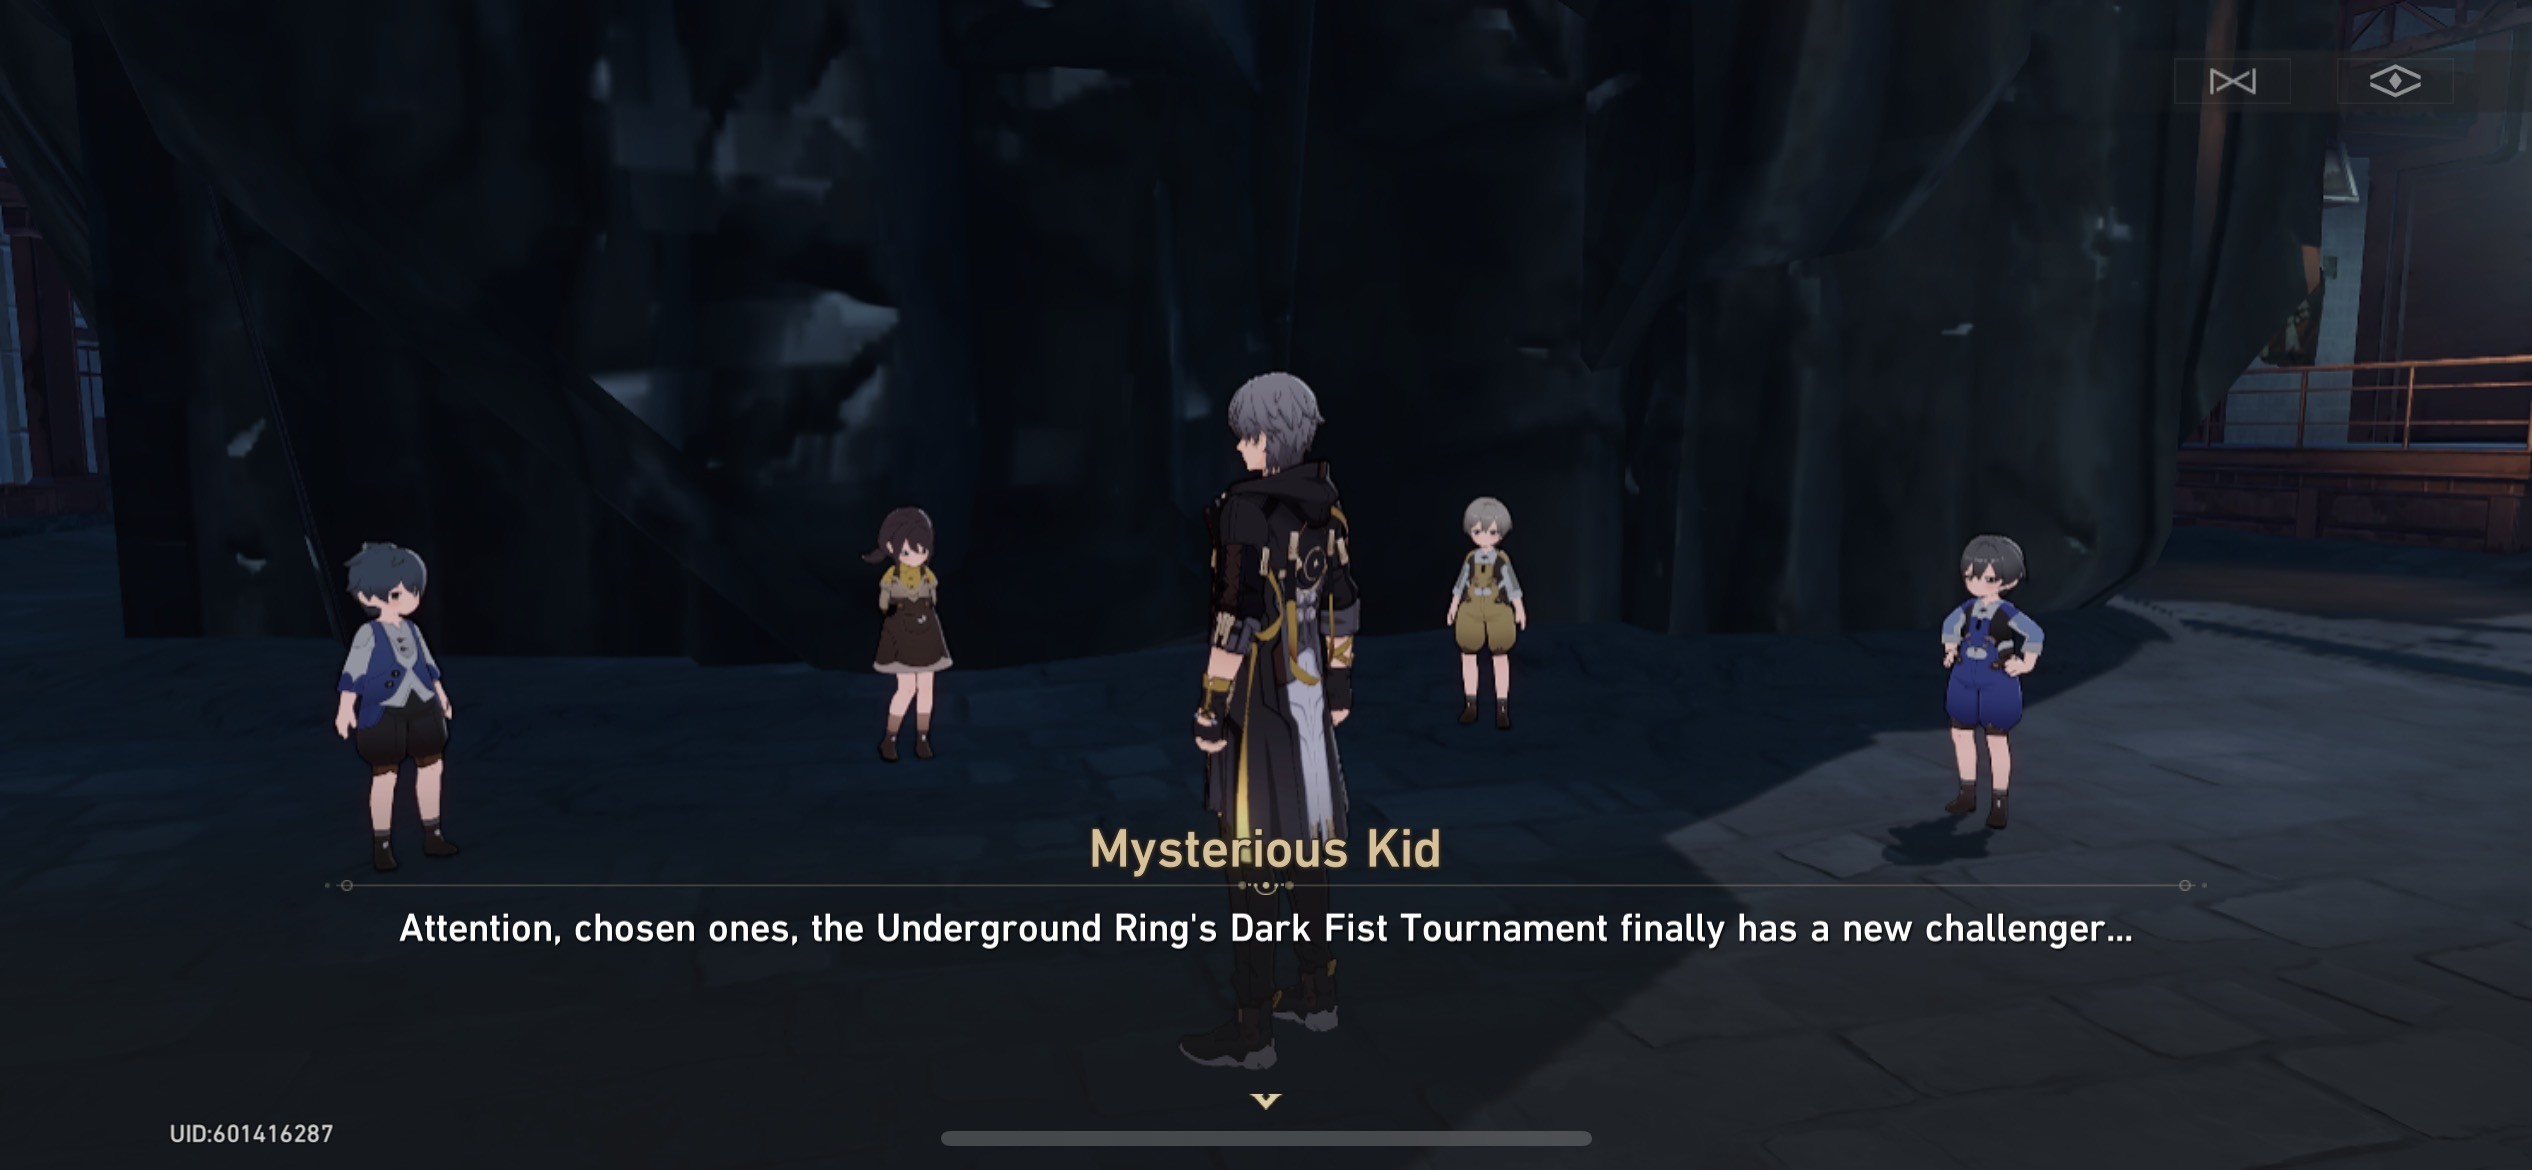 Mysterious Kid
Attention, chosen ones, the Underground Ring's Dark Fist Tournament finally has a new challenger...
UID:601416287